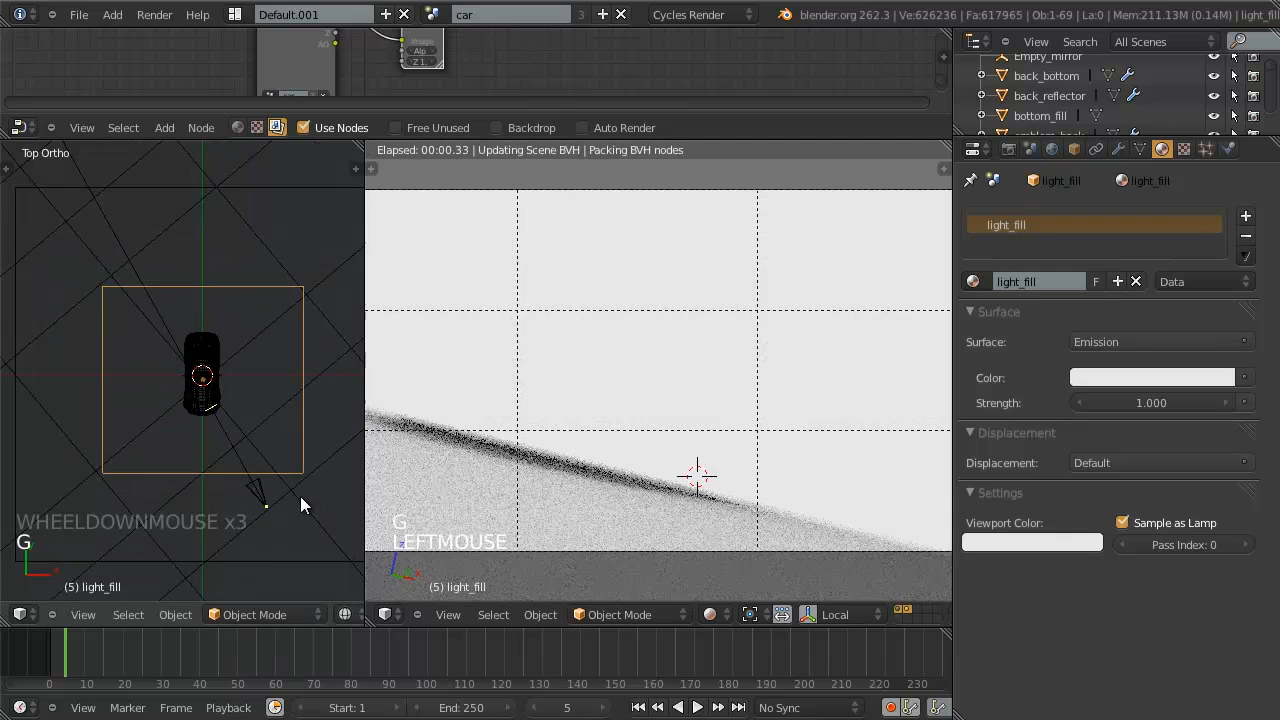 File Add Render Help Default.001 car 3 Cycles Render blender.org 262.3 | Ve:626236 | Fa:617965 | Ob:1-69 | La:0 | Mem:211.13M (0.14M) | light_fill
Z
AO
Image
Alp
Z 1.
View Search All Scenes
Empty_mirror
back_bottom
back_reflector
bottom_fill
View Select Add Node Use Nodes Free Unused Backdrop Auto Render
Top Ortho
Elapsed: 00:00.33 | Updating Scene BVH | Packing BVH nodes
light_fill light_fill
light_fill
light_fill F Data
Surface
Surface: Emission
Color:
Strength: 1.000
Displacement
Displacement: Default
Settings
Viewport Color: Sample as Lamp
Pass Index: 0
WHEELDOWNMOUSE x3
G
(5) light_fill
G
LEFTMOUSE
(5) light_fill
View Select Object Object Mode
View Select Object Object Mode Local
0 10 20 30 40 50 60 70 80 90 100 110 120 130 140 150 160 170 180 190 200 210 220 230
View Marker Frame Playback Start: 1 End: 250 5 No Sync